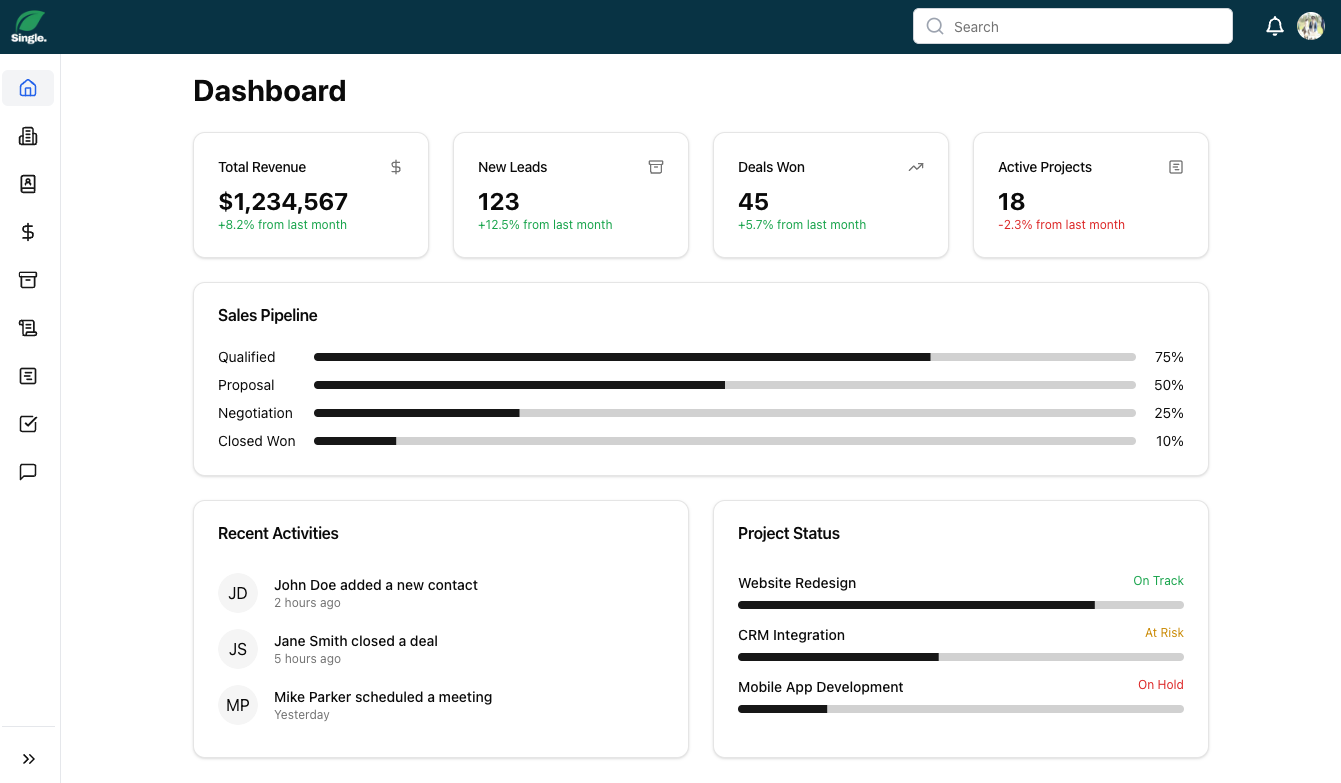 Single.
Search
Dashboard
Total Revenue
$1,234,567
+8.2% from last month
New Leads
123
+12.5% from last month
Deals Won
45
+5.7% from last month
Active Projects
18
-2.3% from last month
Sales Pipeline
Qualified 75%
Proposal 50%
Negotiation 25%
Closed Won 10%
Recent Activities
JD
John Doe added a new contact
2 hours ago
JS
Jane Smith closed a deal
5 hours ago
MP
Mike Parker scheduled a meeting
Yesterday
Project Status
Website Redesign On Track
CRM Integration At Risk
Mobile App Development On Hold